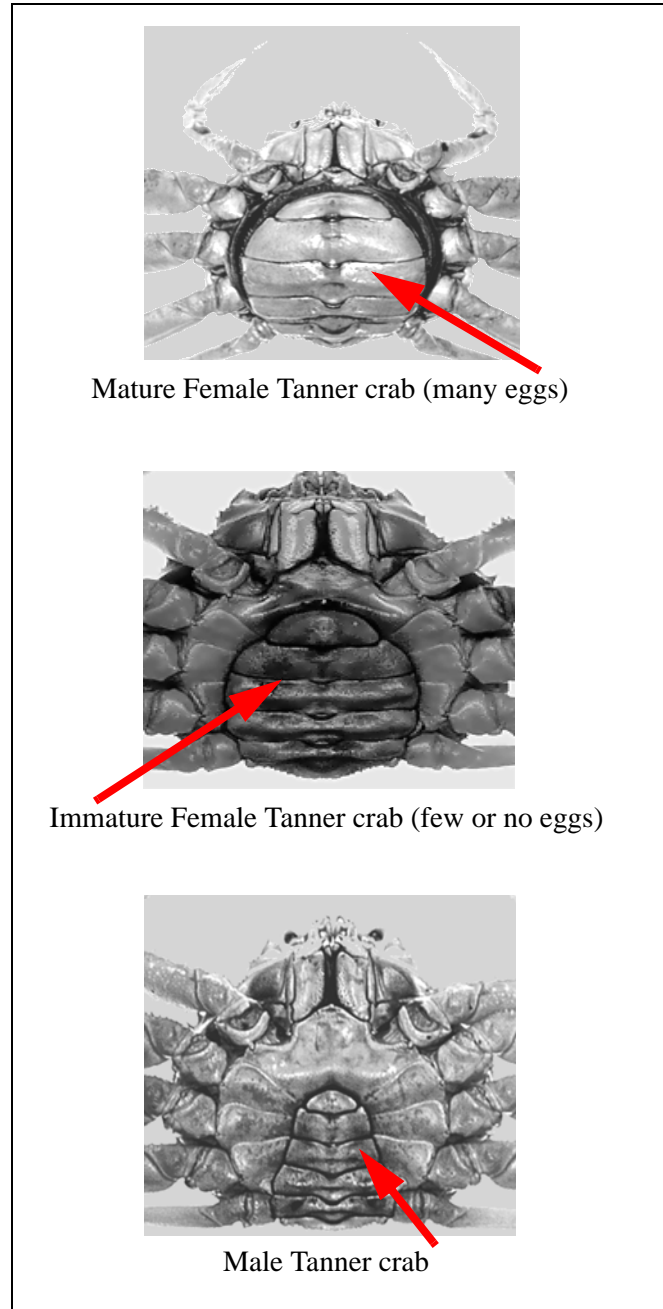 Mature Female Tanner crab (many eggs)
Immature Female Tanner crab (few or no eggs)
Male Tanner crab